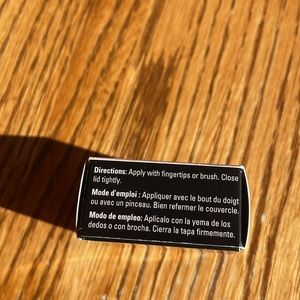 Directions: Apply with fingertips or brush. Close
lid tightly.
Mode d'emploi : Appliquer avec le bout du doigt
ou avec un pinceau. Bien refermer le couvercle.
Modo de empleo: Aplícalo con la yema de los
dedos o con brocha. Cierra la tapa firmemente.